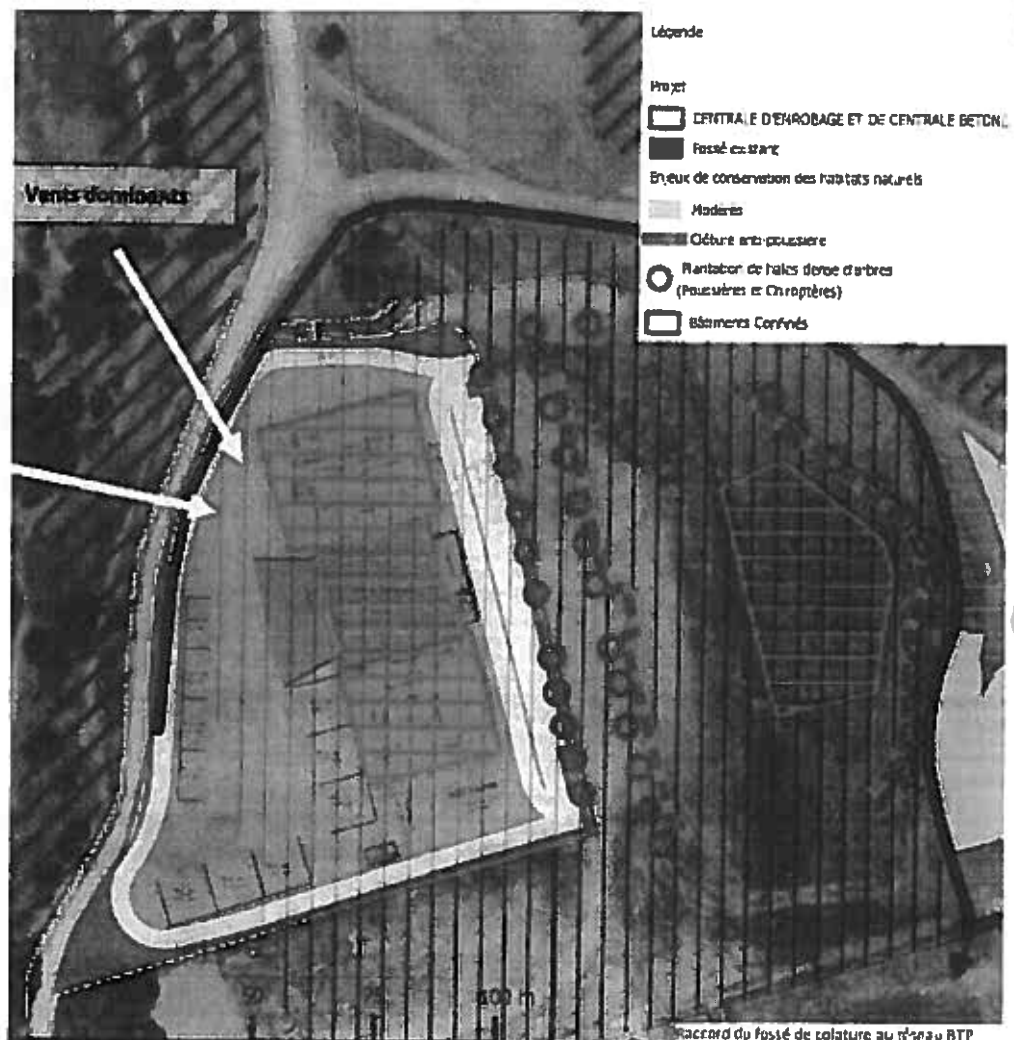 Légende
Projet
CENTRALE D'ENROBAGE ET DE CENTRALE BETON
Fossé existant
Enjeux de conservation des habitats naturels
Modérés
Clôture anti-poussière
Plantation de haies dense d'arbres
(Poussières et Chiroptères)
Bâtiments Confinés
Vents dominants
50
100 m
Raccord du fossé de colature au réseau BTP